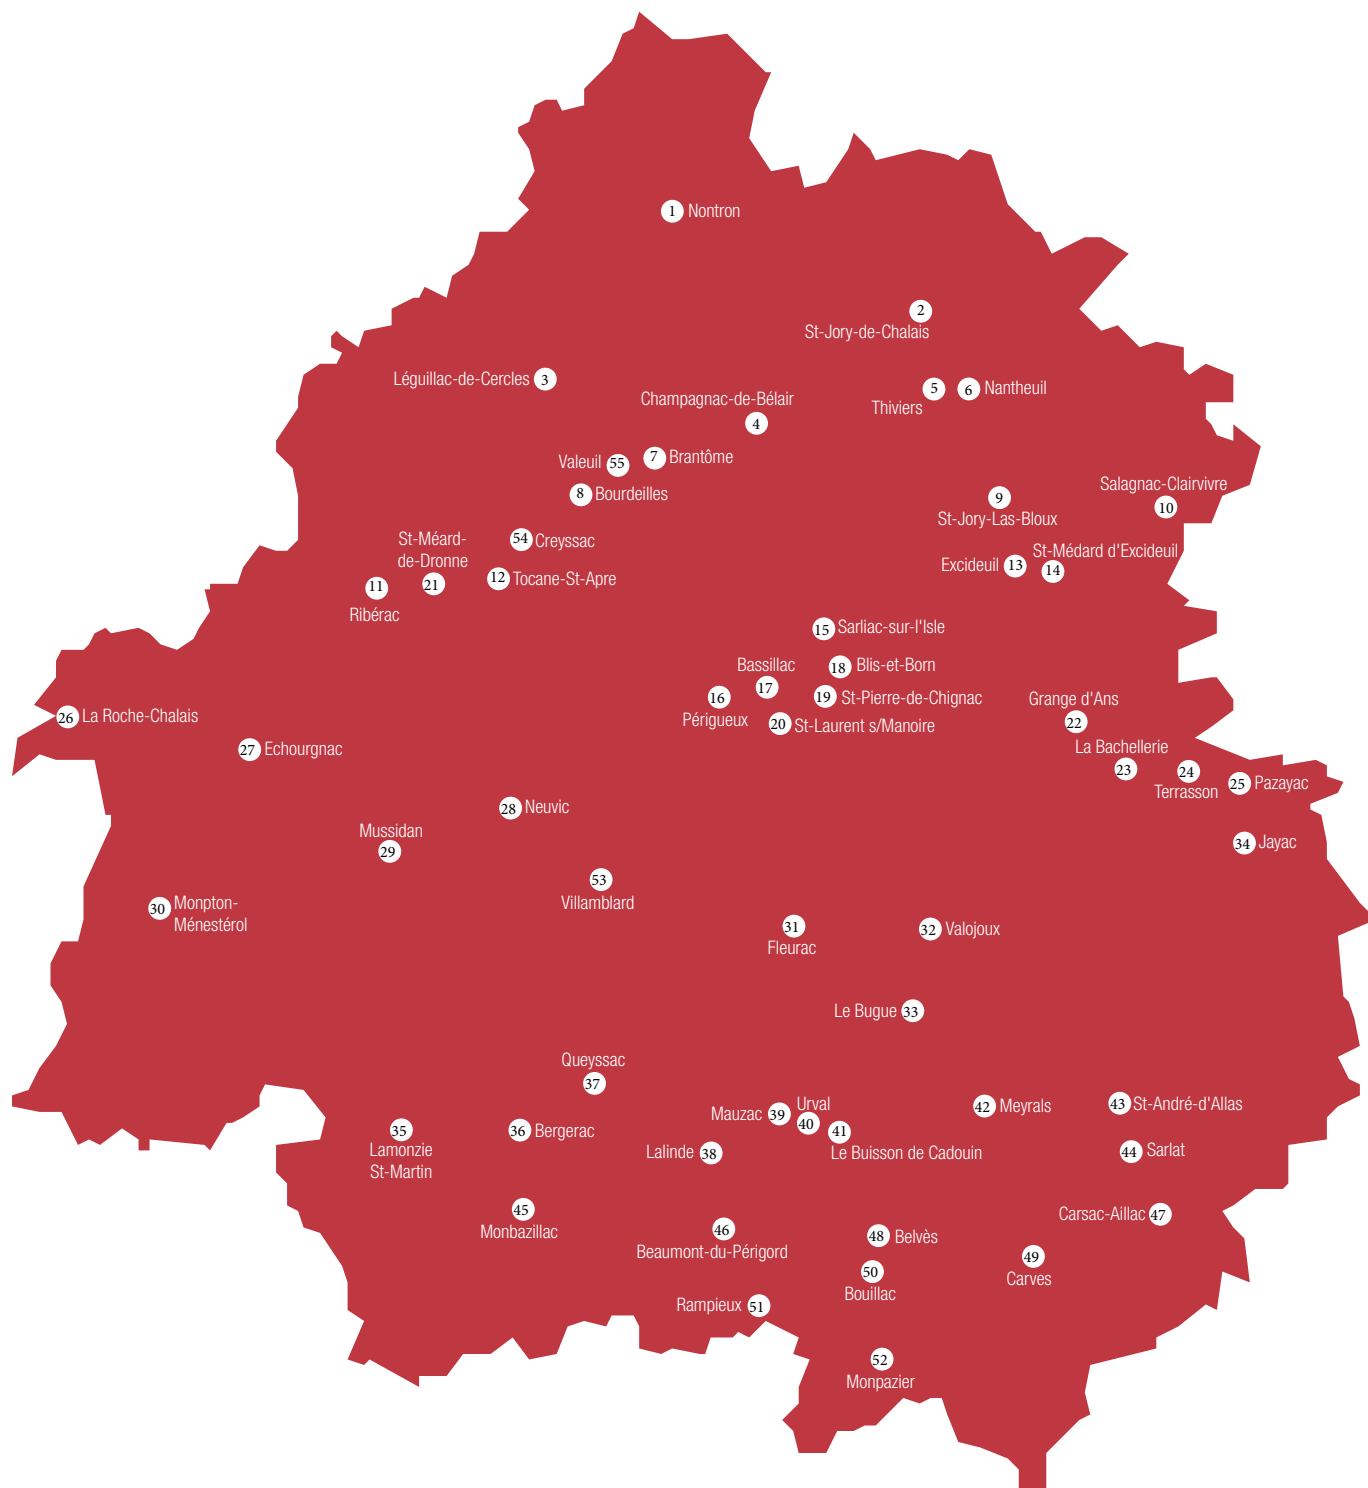 1 Nontron
2
St-Jory-de-Chalais
Léguillac-de-Cercles 3
5
6 Nantheuil
Thiviers
Champagnac-de-Bélair
4
Valeuil 55
7 Brantôme
8 Bourdeilles
Salagnac-Clairvivre
10
9
St-Jory-Las-Bloux
54 Creyssac
St-Méard-
de-Dronne
21
12 Tocane-St-Apre
11
Ribérac
St-Médard d'Excideuil
Excideuil 13
14
15 Sarliac-sur-l'Isle
Bassillac
17
18 Blis-et-Born
16
Périgueux
19 St-Pierre-de-Chignac
20 St-Laurent s/Manoire
Grange d'Ans
22
La Bachellerie
23
24
Terrasson
25 Pazayac
26 La Roche-Chalais
27 Echourgnac
28 Neuvic
Mussidan
29
34 Jayac
53
Villamblard
30 Monpton-
Ménestérol
31
Fleurac
32 Valojoux
Le Bugue 33
Queyssac
37
Mauzac 39
Urval
40
41
Le Buisson de Cadouin
42 Meyrals
43 St-André-d'Allas
35
Lamonzie
St-Martin
36 Bergerac
Lalinde 38
44 Sarlat
45
Monbazillac
46
Beaumont-du-Périgord
Carsac-Aillac 47
48 Belvès
49
Carves
50
Bouillac
Rampieux 51
52
Monpazier